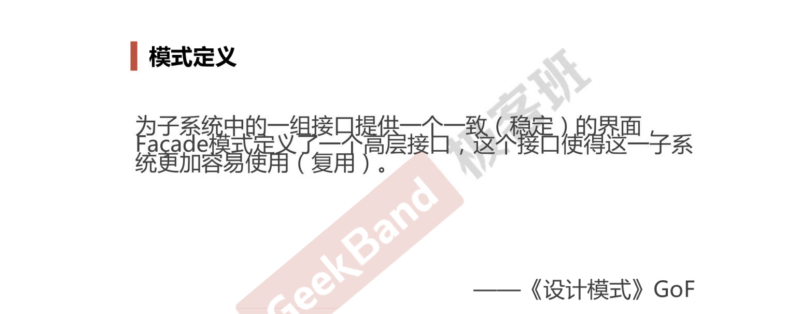 模式定义
为子系统中的一组接口提供一个一致（稳定）的界面，
Façade模式定义了一个高层接口，这个接口使得这一子系
统更加容易使用（复用）。
GeekBand 极客班
——《设计模式》GoF